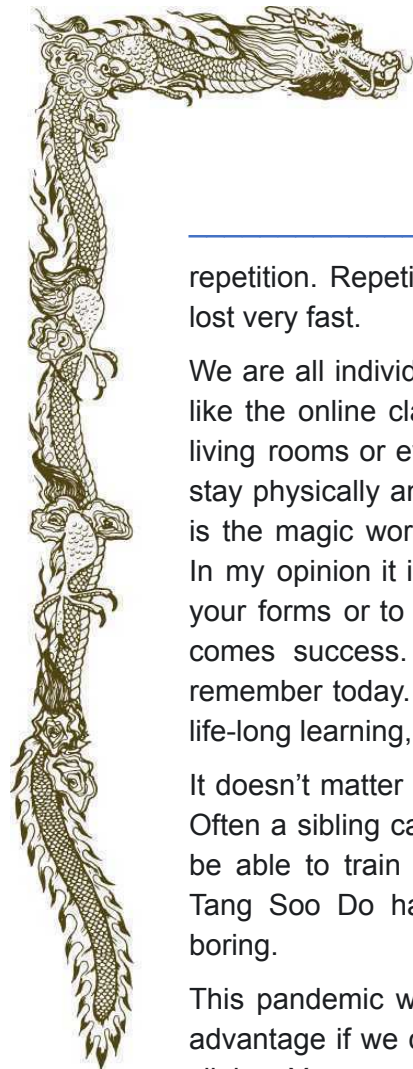 repetition. Repeti
lost very fast.
We are all individ
like the online cla
living rooms or e
stay physically an
is the magic wor
In my opinion it i
your forms or to
comes success.
remember today.
life-long learning,
It doesn’t matter
Often a sibling ca
be able to train
Tang Soo Do ha
boring.
This pandemic w
advantage if we